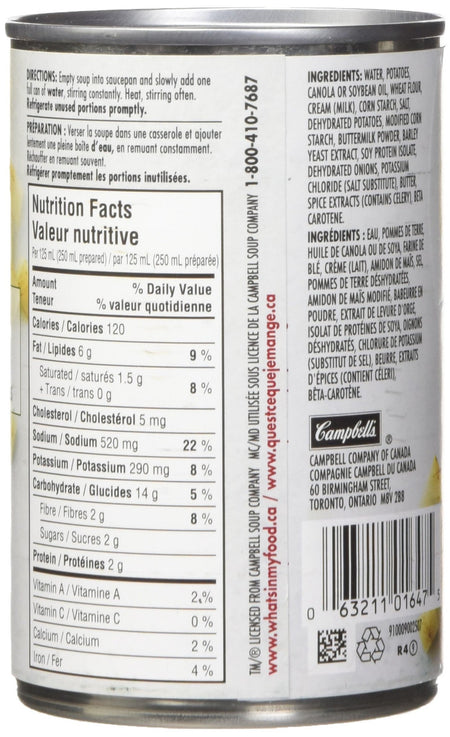 DIRECTIONS: Empty soup into saucepan and slowly add one
full can of water, stirring constantly. Heat, stirring often.
Refrigerate unused portions promptly.
PRÉPARATION : Verser la soupe dans une casserole et ajouter
lentement une pleine boîte d'eau, en remuant constamment.
Réchauffer en remuant souvent.
Réfrigérer promptement les portions inutilisées.
Nutrition Facts
Valeur nutritive
Per 125 mL (250 mL prepared) / par 125 mL (250 mL préparée)
Amount % Daily Value
Teneur % valeur quotidienne
Calories / Calories 120
Fat / Lipides 6 g 9 %
Saturated / saturés 1.5 g
+ Trans / trans 0 g 8 %
Cholesterol / Cholestérol 5 mg
Sodium / Sodium 520 mg 22 %
Potassium / Potassium 290 mg 8 %
Carbohydrate / Glucides 14 g 5 %
Fibre / Fibres 2 g 8 %
Sugars / Sucres 2 g
Protein / Protéines 2 g
Vitamin A / Vitamine A 2 %
Vitamin C / Vitamine C 0 %
Calcium / Calcium 2 %
Iron / Fer 4 %
TM/® LICENSED FROM CAMPBELL SOUP COMPANY MC/MD UTILISÉE SOUS LICENCE DE LA CAMPBELL SOUP COMPANY 1-800-410-7687
www.whatsinmyfood.ca / www.questcequejemange.ca
INGREDIENTS: WATER, POTATOES,
CANOLA OR SOYBEAN OIL, WHEAT FLOUR,
CREAM (MILK), CORN STARCH, SALT,
DEHYDRATED POTATOES, MODIFIED CORN
STARCH, BUTTERMILK POWDER, BARLEY
YEAST EXTRACT, SOY PROTEIN ISOLATE,
DEHYDRATED ONIONS, POTASSIUM
CHLORIDE (SALT SUBSTITUTE), BUTTER,
SPICE EXTRACTS (CONTAINS CELERY), BETA
CAROTENE.
INGRÉDIENTS : EAU, POMMES DE TERRE,
HUILE DE CANOLA OU DE SOYA, FARINE DE
BLÉ, CRÈME (LAIT), AMIDON DE MAÏS, SEL,
POMMES DE TERRE DÉSHYDRATÉES,
AMIDON DE MAÏS MODIFIÉ, BABEURRE EN
POUDRE, EXTRAIT DE LEVURE D'ORGE,
ISOLAT DE PROTÉINES DE SOYA, OIGNONS
DÉSHYDRATÉS, CHLORURE DE POTASSIUM
(SUBSTITUT DE SEL), BEURRE, EXTRAITS
D'ÉPICES (CONTIENT CÉLERI),
BÊTA-CAROTÈNE.
Campbell's®
CAMPBELL COMPANY OF CANADA
COMPAGNIE CAMPBELL DU CANADA
60 BIRMINGHAM STREET,
TORONTO, ONTARIO M8V 2B8
0 63211 01647 5
910009002507
R4